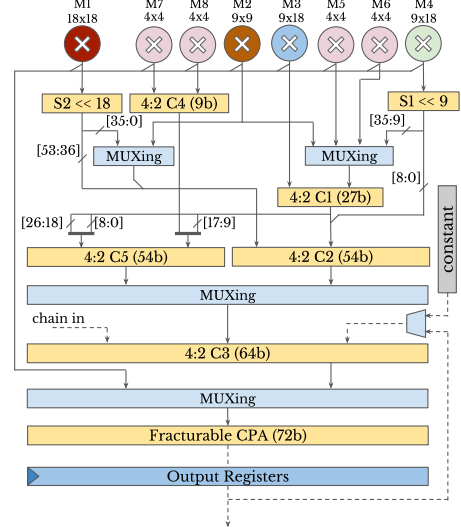 M1 M7 M8 M2 M3 M5 M6 M4
18x18 4x4 4x4 9x9 9x18 4x4 4x4 9x18
S2 << 18 4:2 C4 (9b) S1 << 9
[35:0] [35:9]
[53:36] MUXing MUXing
[8:0]
4:2 C1 (27b)
[26:18] [8:0] [17:9]
4:2 C5 (54b) 4:2 C2 (54b)
constant
MUXing
chain in
4:2 C3 (64b)
MUXing
Fracturable CPA (72b)
Output Registers